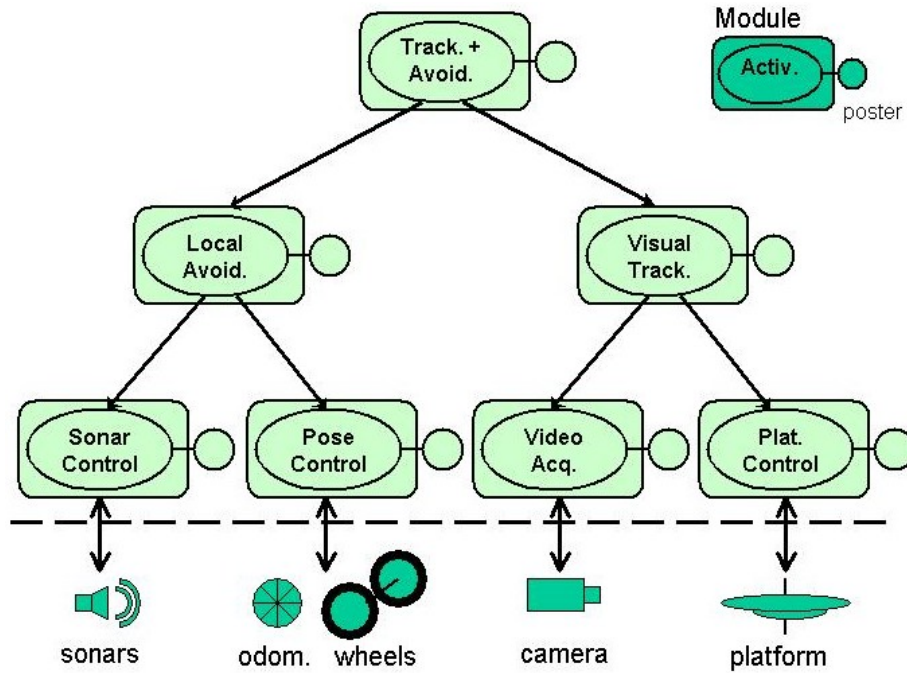 Track. +
Avoid.
Module
Activ.
poster
Local
Avoid.
Visual
Track.
Sonar
Control
Pose
Control
Video
Acq.
Plat.
Control
sonars
odom.
wheels
camera
platform